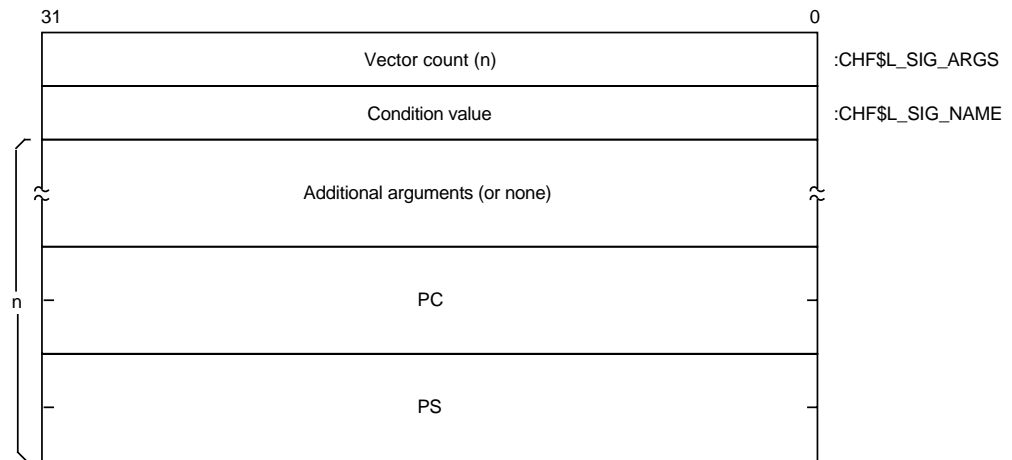 31 0
Vector count (n) :CHF$L_SIG_ARGS
Condition value :CHF$L_SIG_NAME
Additional arguments (or none)
n PC
PS